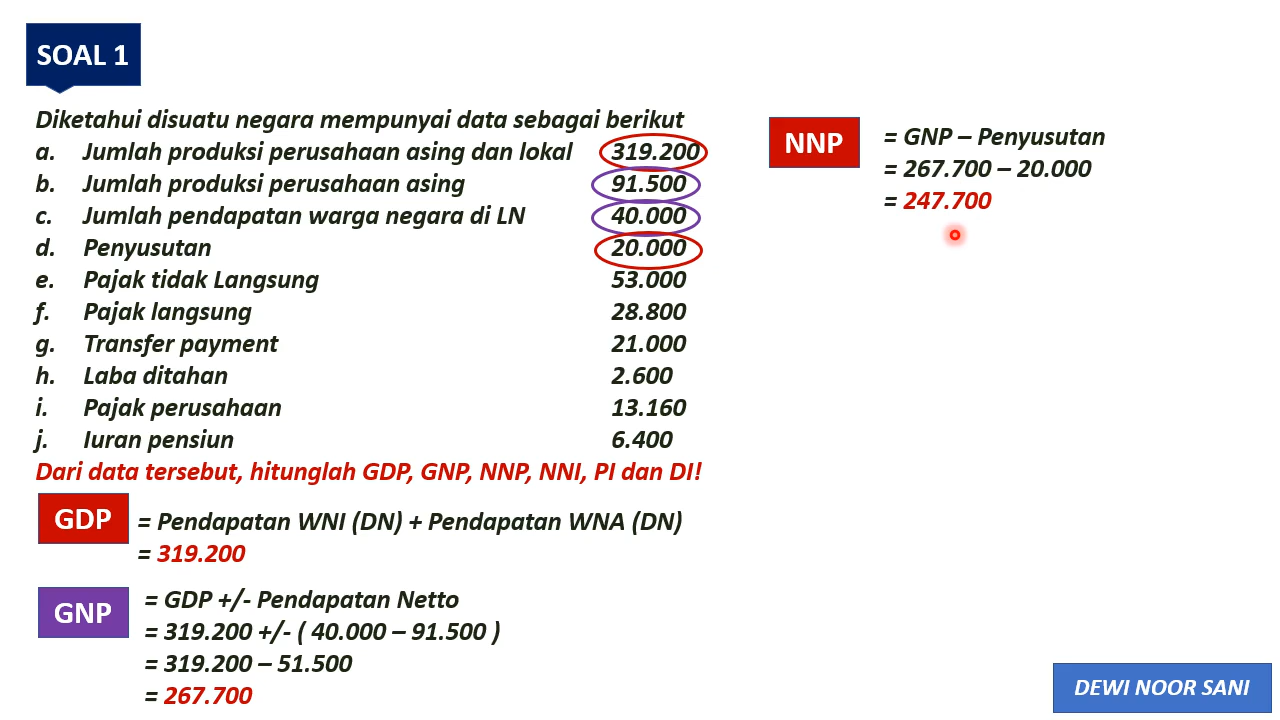 SOAL 1
Diketahui disuatu negara mempunyai data sebagai berikut
a. Jumlah produksi perusahaan asing dan lokal 319.200
b. Jumlah produksi perusahaan asing 91.500
c. Jumlah pendapatan warga negara di LN 40.000
d. Penyusutan 20.000
e. Pajak tidak Langsung 53.000
f. Pajak langsung 28.800
g. Transfer payment 21.000
h. Laba ditahan 2.600
i. Pajak perusahaan 13.160
j. Iuran pensiun 6.400
Dari data tersebut, hitunglah GDP, GNP, NNP, NNI, PI dan DI!
GDP = Pendapatan WNI (DN) + Pendapatan WNA (DN)
= 319.200
GNP = GDP +/- Pendapatan Netto
= 319.200 +/- ( 40.000 – 91.500 )
= 319.200 – 51.500
= 267.700
NNP = GNP – Penyusutan
= 267.700 – 20.000
= 247.700
DEWI NOOR SANI